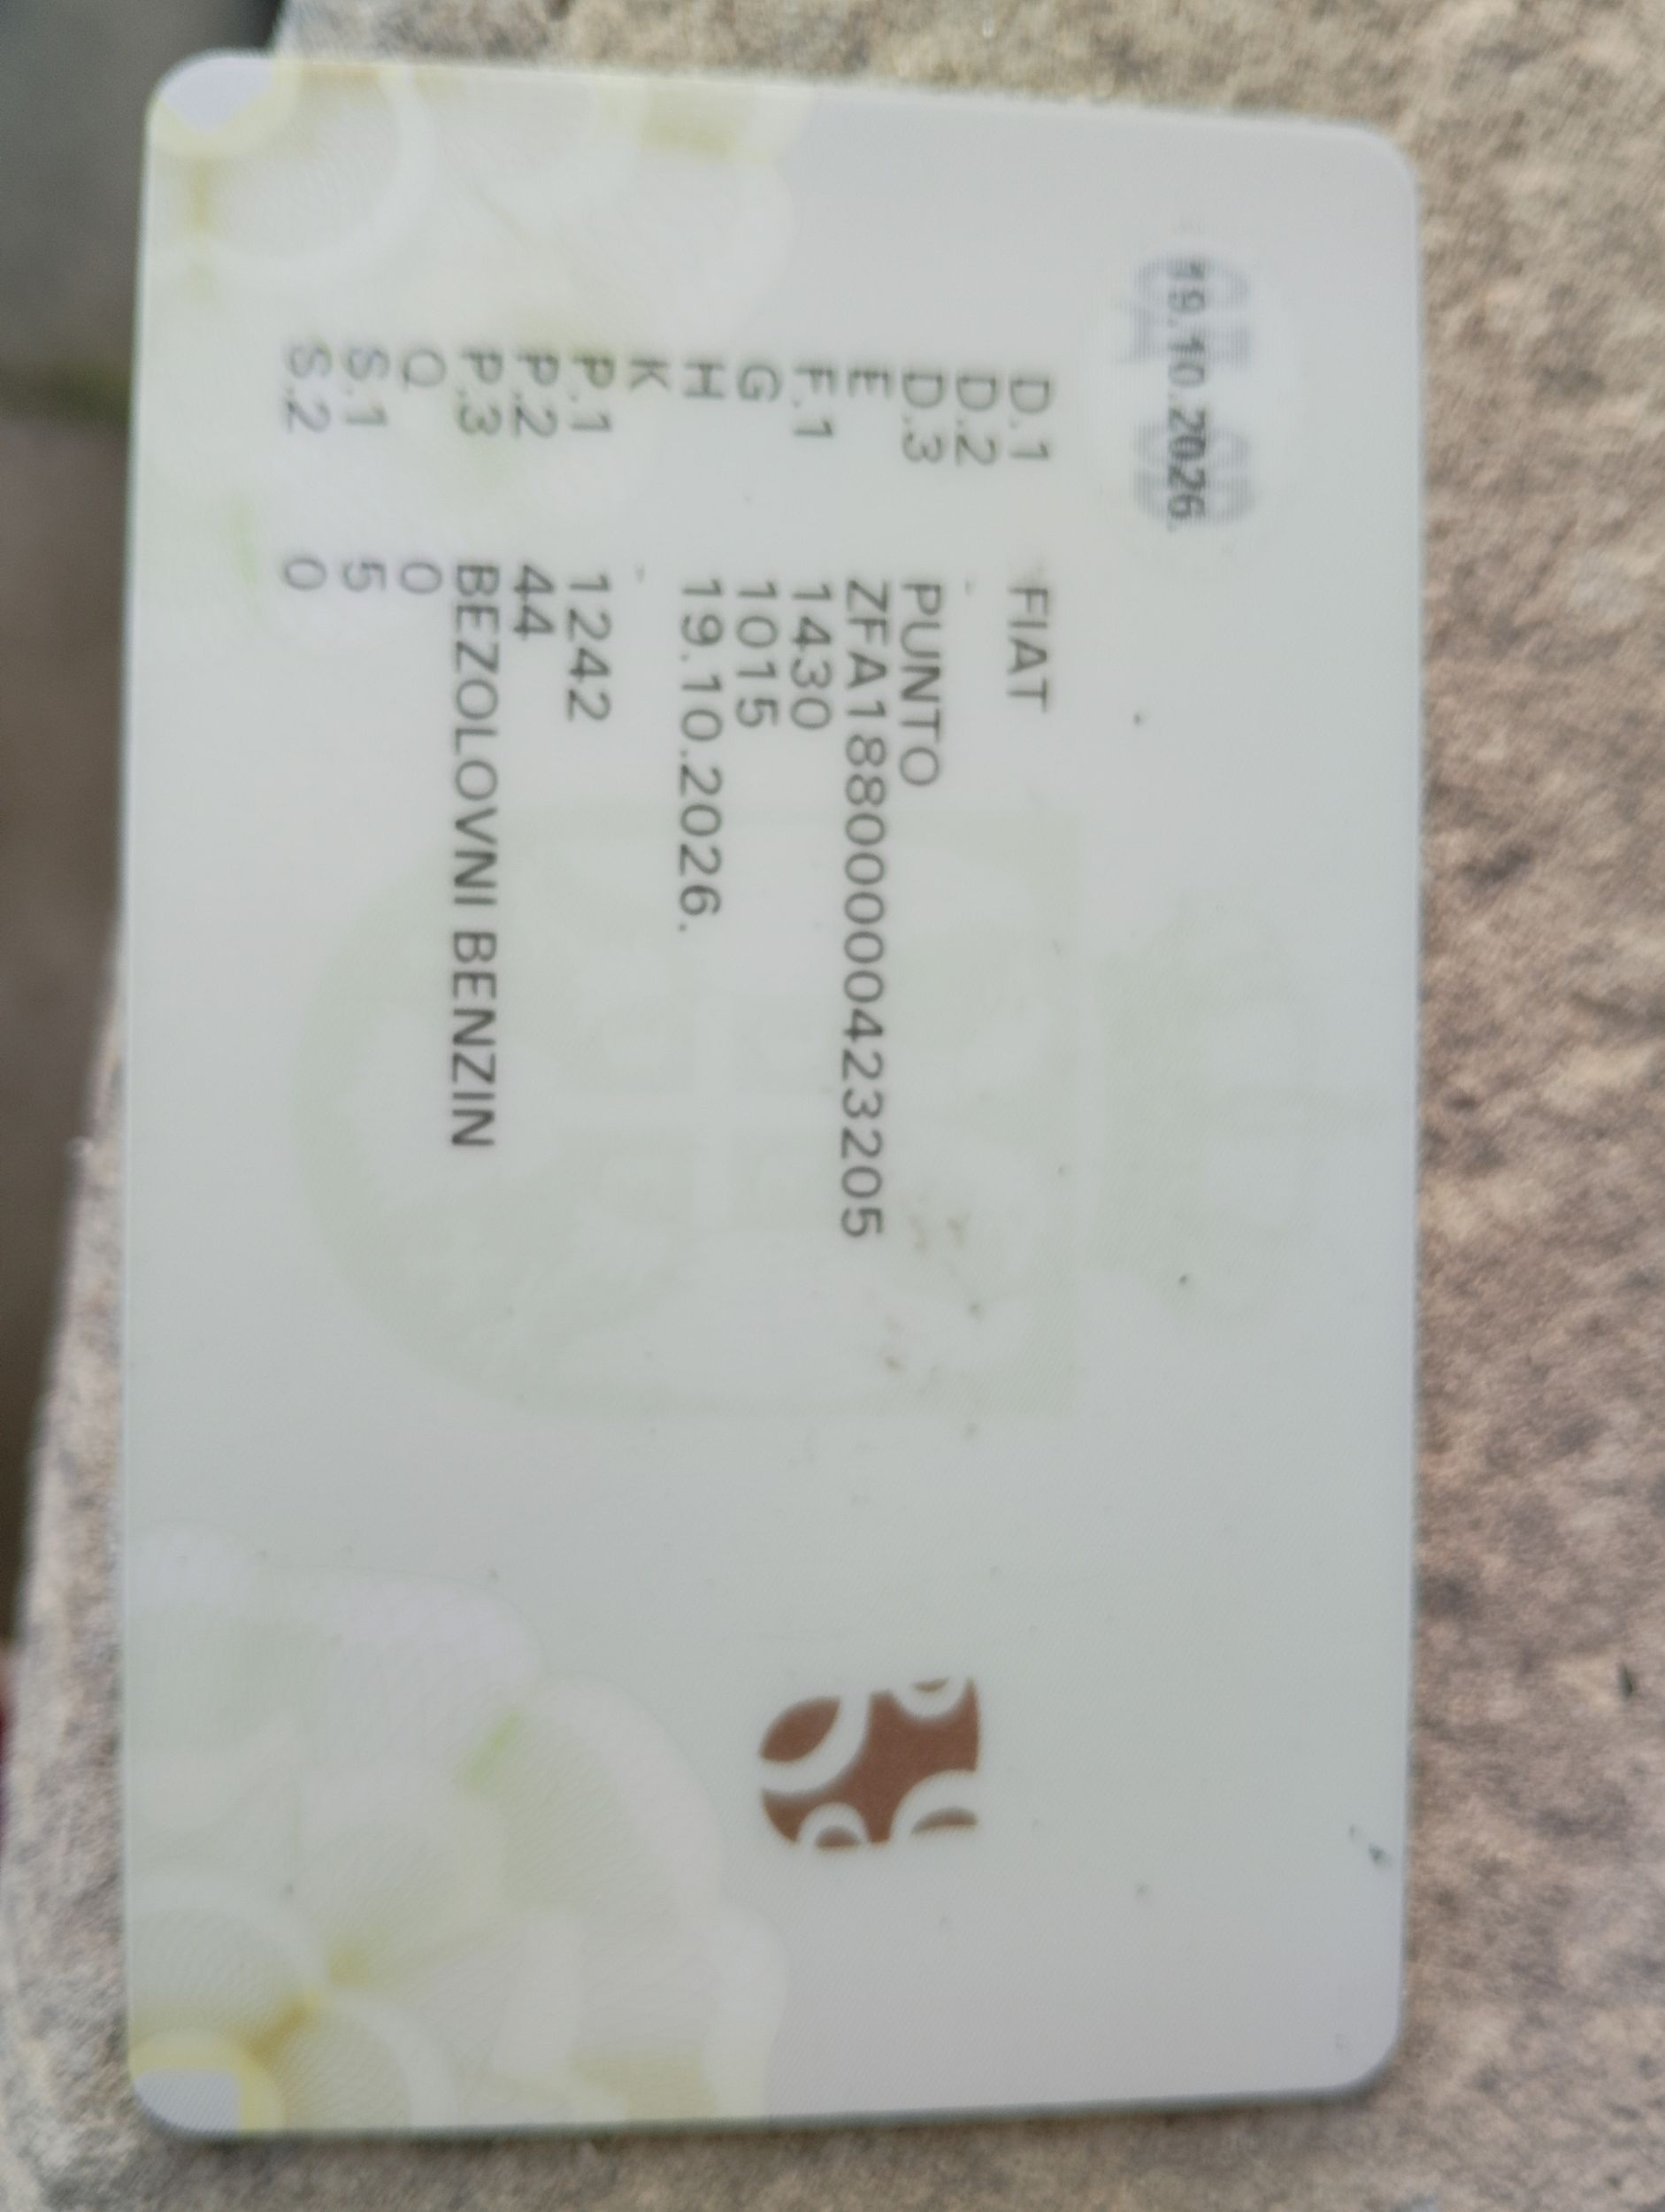 19.10.2026.
D.1 FIAT
D.2 -
D.3 PUNTO
E ZFA18800000423205
F.1 1430
G 1015
H 19.10.2026.
K -
P.1 1242
P.2 44
P.3 BEZOLOVNI BENZIN
Q 0
S.1 5
S.2 0